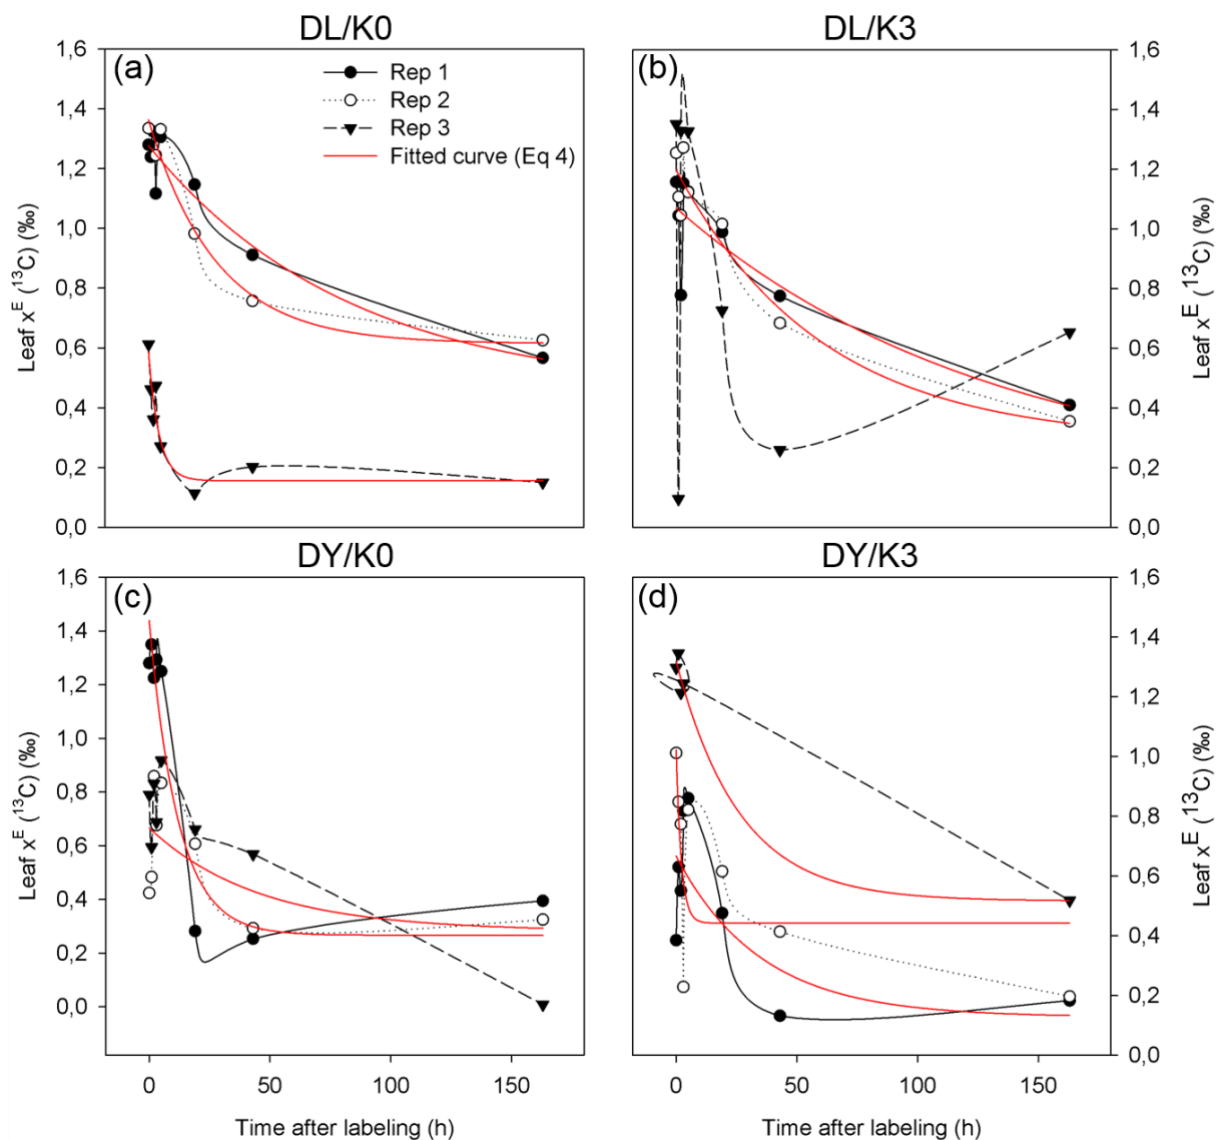 DL/K0
DL/K3
(a)
Rep 1
Rep 2
Rep 3
Fitted curve (Eq 4)
1,6
1,4
1,2
1,0
0,8
0,6
0,4
0,2
0,0
Leaf x^E (¹³C) (‰)
(b)
1,6
1,4
1,2
1,0
0,8
0,6
0,4
0,2
0,0
Leaf x^E (¹³C) (‰)
DY/K0
DY/K3
(c)
1,6
1,4
1,2
1,0
0,8
0,6
0,4
0,2
0,0
Leaf x^E (¹³C) (‰)
0
50
100
150
Time after labeling (h)
(d)
1,6
1,4
1,2
1,0
0,8
0,6
0,4
0,2
0,0
Leaf x^E (¹³C) (‰)
0
50
100
150
Time after labeling (h)